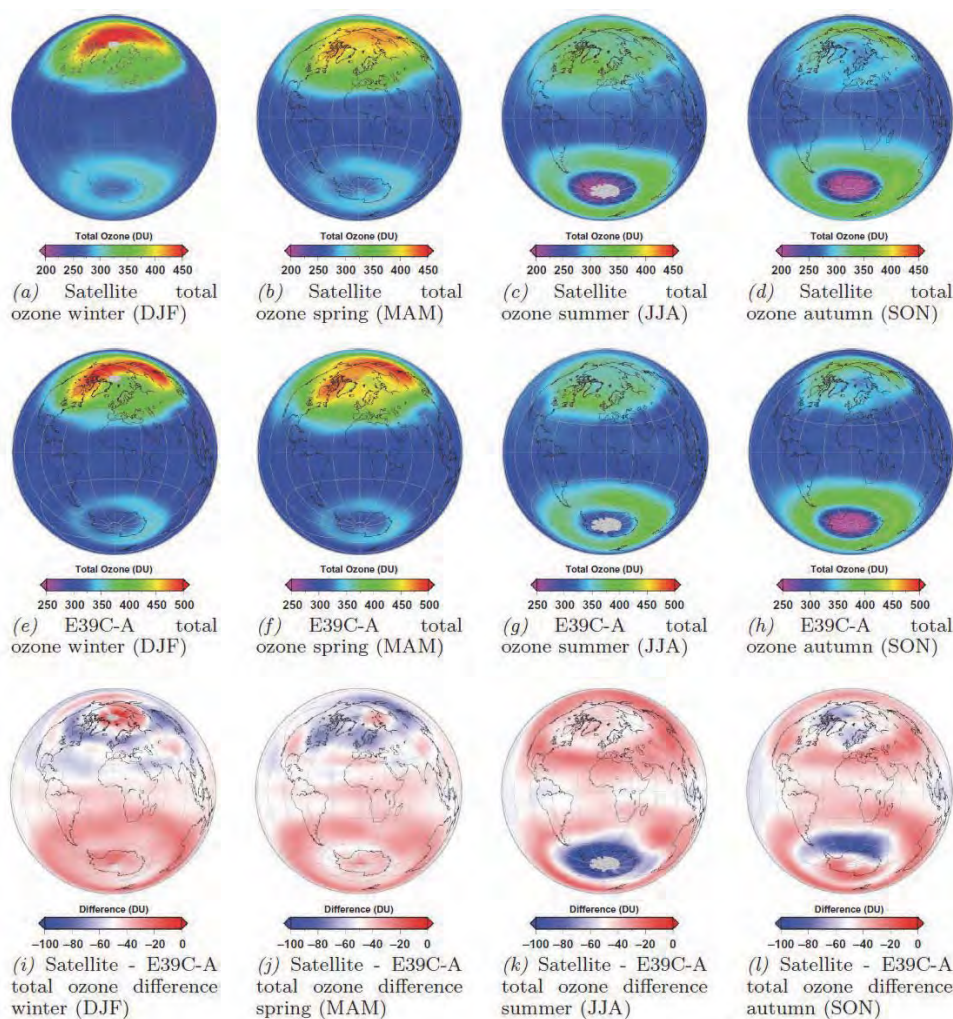 Total Ozone (DU)
200 250 300 350 400 450
(a) Satellite total
ozone winter (DJF)
Total Ozone (DU)
200 250 300 350 400 450
(b) Satellite total
ozone spring (MAM)
Total Ozone (DU)
200 250 300 350 400 450
(c) Satellite total
ozone summer (JJA)
Total Ozone (DU)
200 250 300 350 400 450
(d) Satellite total
ozone autumn (SON)
Total Ozone (DU)
250 300 350 400 450 500
(e) E39C-A total
ozone winter (DJF)
Total Ozone (DU)
250 300 350 400 450 500
(f) E39C-A total
ozone spring (MAM)
Total Ozone (DU)
250 300 350 400 450 500
(g) E39C-A total
ozone summer (JJA)
Total Ozone (DU)
250 300 350 400 450 500
(h) E39C-A total
ozone autumn (SON)
Difference (DU)
−100 −80 −60 −40 −20 0
(i) Satellite - E39C-A
total ozone difference
winter (DJF)
Difference (DU)
−100 −80 −60 −40 −20 0
(j) Satellite - E39C-A
total ozone difference
spring (MAM)
Difference (DU)
−100 −80 −60 −40 −20 0
(k) Satellite - E39C-A
total ozone difference
summer (JJA)
Difference (DU)
−100 −80 −60 −40 −20 0
(l) Satellite - E39C-A
total ozone difference
autumn (SON)